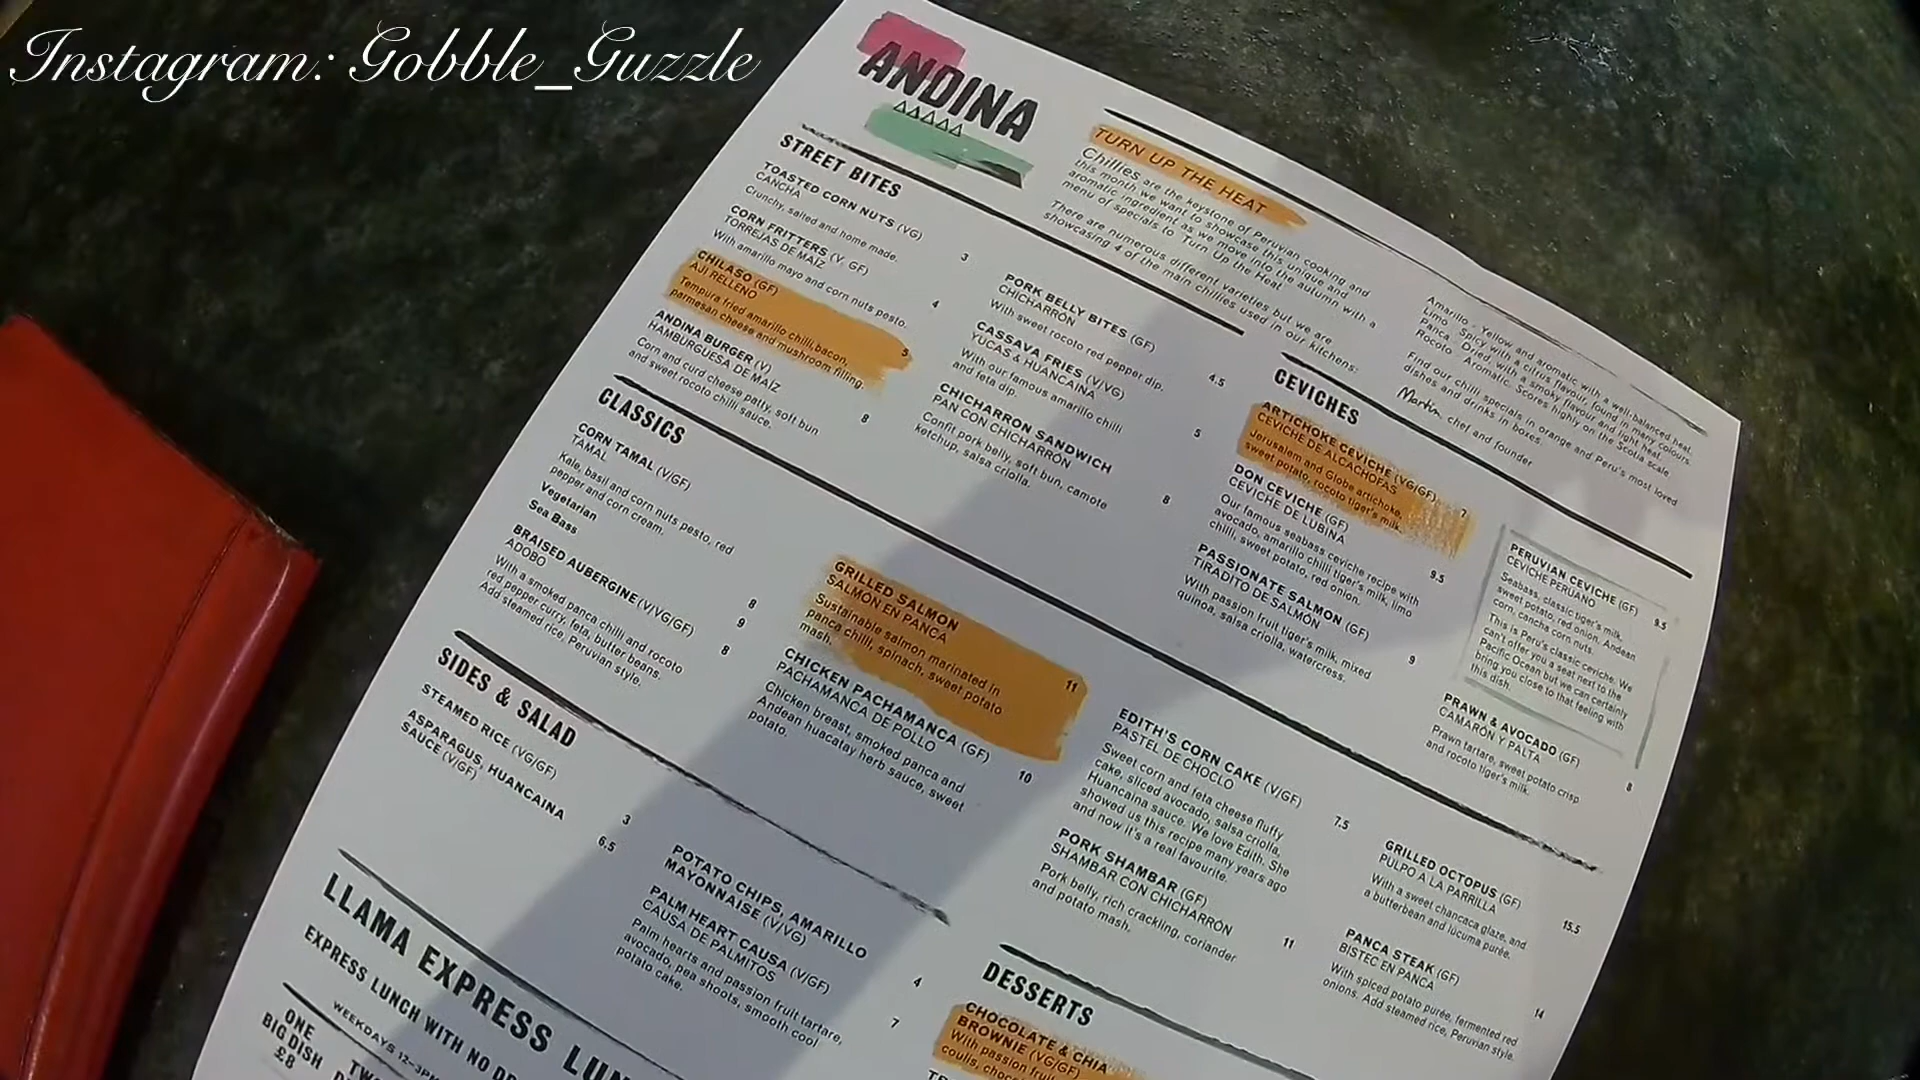 Instagram: Gobble_Guzzle
ANDINA
TURN UP THE HEAT
Chillies are the keystone of Peruvian cooking and
this month we want to showcase this unique and
aromatic ingredient as we move into the autumn with a
menu of specials to Turn Up the Heat.
There are numerous different varieties but we are
showcasing 4 of the main chillies used in our kitchens:
Amarillo - Yellow and aromatic with a well-balanced heat.
Limo - Spicy with a citrus flavour, found in many colours.
Panca - Dried, with a smoky flavour and light heat.
Rocoto - Aromatic. Scores highly on the Scotia scale.
Find our chilli specials in orange and Peru's most loved
dishes and drinks in boxes.
Martin, chef and founder
STREET BITES
TOASTED CORN NUTS (VG)
CANCHA
Crunchy, salted and home made.
3
CORN FRITTERS (V, GF)
TORREJAS DE MAÍZ
With amarillo mayo and corn nuts pesto.
4
CHILASO (GF)
AJI RELLENO
Tempura fried amarillo chilli, bacon,
parmesan cheese and mushroom filling.
5
ANDINA BURGER (V)
HAMBURGUESA DE MAIZ
Corn and curd cheese patty, soft bun
and sweet rocoto chilli sauce.
8
PORK BELLY BITES (GF)
CHICHARRÓN
With sweet rocoto red pepper dip.
4.5
CASSAVA FRIES (V/VG)
YUCAS & HUANCAINA
With our famous amarillo chilli
and feta dip.
5
CHICHARRON SANDWICH
PAN CON CHICHARRÓN
Confit pork belly, soft bun, camote
ketchup, salsa criolla.
8
CEVICHES
ARTICHOKE CEVICHE (VG/GF)
CEVICHE DE ALCACHOFAS
Jerusalem and Globe artichoke,
sweet potato, rocoto tiger's milk.
7
DON CEVICHE (GF)
CEVICHE DE LUBINA
Our famous seabass ceviche recipe with
avocado, amarillo chilli tiger's milk, limo
chilli, sweet potato, red onion.
9.5
PASSIONATE SALMON (GF)
TIRADITO DE SALMÓN
With passion fruit tiger's milk, mixed
quinoa, salsa criolla, watercress.
9
PERUVIAN CEVICHE (GF)
CEVICHE PERUANO
Seabass, classic tiger's milk,
sweet potato, red onion, Andean
corn, cancha corn nuts.
This is Peru's classic ceviche. We
can't offer you a seat next to the
Pacific Ocean but we can certainly
bring you close to that feeling with
this dish.
9.5
PRAWN & AVOCADO (GF)
CAMARÓN Y PALTA
Prawn tartare, sweet potato crisp
and rocoto tiger's milk.
8
CLASSICS
CORN TAMAL (V/GF)
TAMAL
Kale, basil and corn nuts pesto, red
pepper and corn cream.
Vegetarian
8
Sea Bass
9
BRAISED AUBERGINE (V/VG/GF)
ADOBO
With a smoked panca chilli and rocoto
red pepper curry, feta, butter beans.
Add steamed rice, Peruvian style.
8
GRILLED SALMON
SALMÓN EN PANCA
Sustainable salmon marinated in
panca chilli, spinach, sweet potato
mash.
11
CHICKEN PACHAMANCA (GF)
PACHAMANCA DE POLLO
Chicken breast, smoked panca and
Andean huacatay herb sauce, sweet
potato.
10
EDITH'S CORN CAKE (V/GF)
PASTEL DE CHOCLO
Sweet corn and feta cheese fluffy
cake, sliced avocado, salsa criolla,
Huancaina sauce. We love Edith. She
showed us this recipe many years ago
and now it's a real favourite.
7.5
PORK SHAMBAR (GF)
SHAMBAR CON CHICHARRÓN
Pork belly, rich crackling, coriander
and potato mash.
11
GRILLED OCTOPUS (GF)
PULPO A LA PARRILLA
With a sweet chancaca glaze, and
a butterbean and lúcuma purée.
15.5
PANCA STEAK (GF)
BISTEC EN PANCA
With spiced potato purée, fermented red
onions. Add steamed rice, Peruvian style.
14
SIDES & SALAD
STEAMED RICE (VG/GF)
3
ASPARAGUS, HUANCAINA
SAUCE (V/GF)
6.5
POTATO CHIPS, AMARILLO
MAYONNAISE (V/VG)
4
PALM HEART CAUSA (V/GF)
CAUSA DE PALMITOS
Palm hearts and passion fruit tartare,
avocado, pea shoots, smooth cool
potato cake.
7
DESSERTS
CHOCOLATE & CHIA
BROWNIE (VG/GF)
With passion fruit
coulis,
LLAMA EXPRESS
EXPRESS LUNCH WITH NO
WEEKDAYS 12-3PM
ONE
BIG DISH
£8